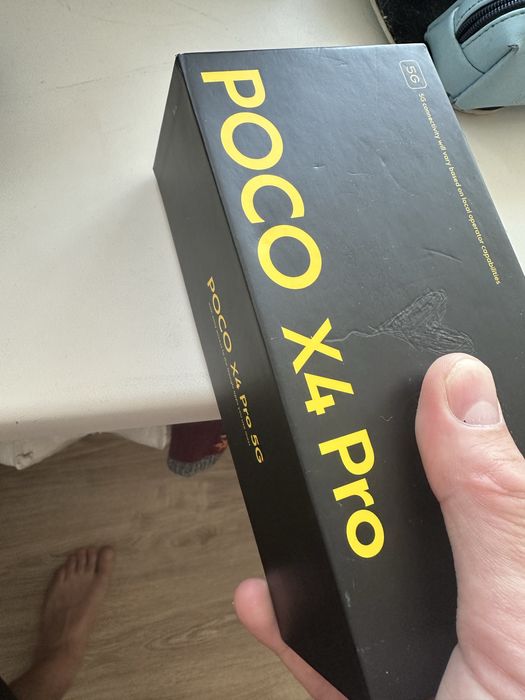 POCO X4 Pro
5G
5G connectivity will vary based on local operator capabilities
POCO X4 Pro 5G